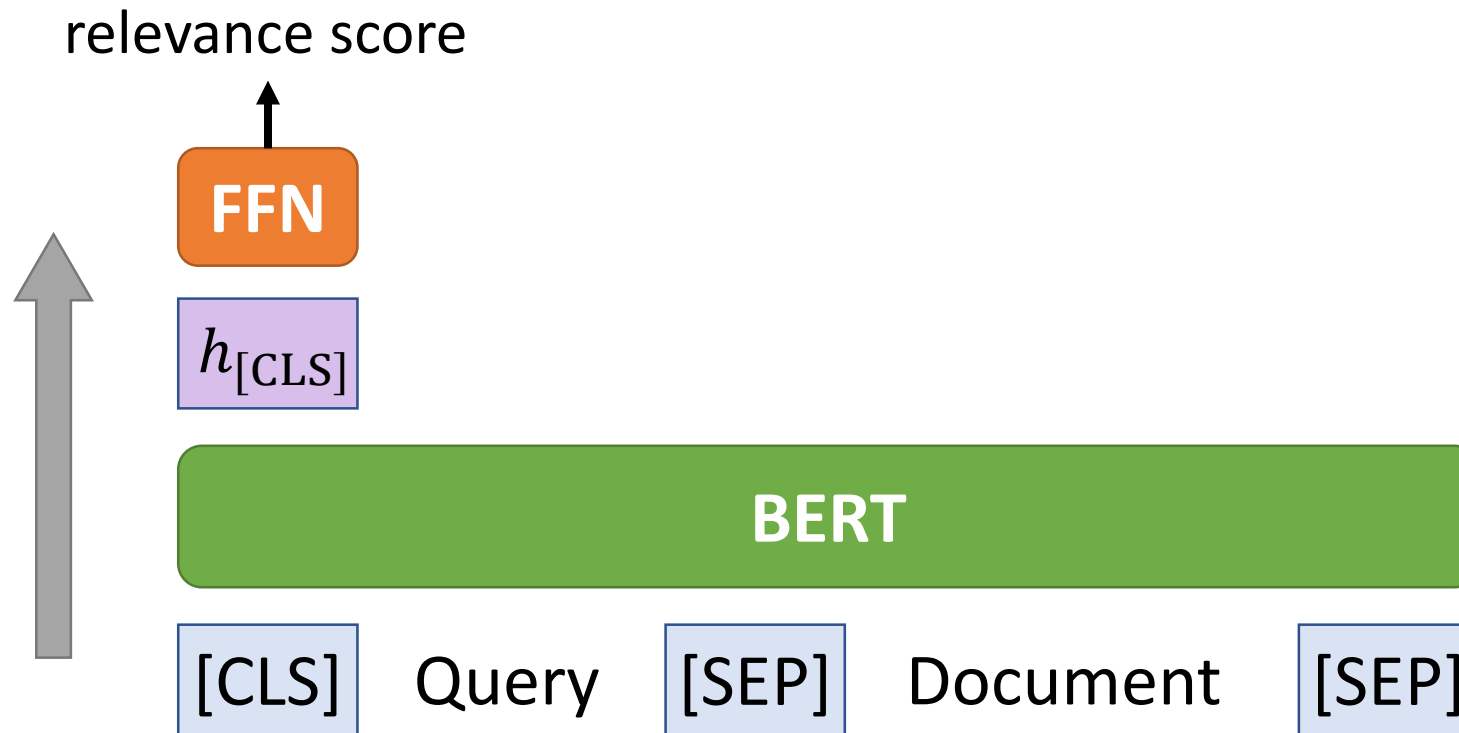 relevance score
FFN
h[CLS]
BERT
[CLS] Query [SEP] Document [SEP]